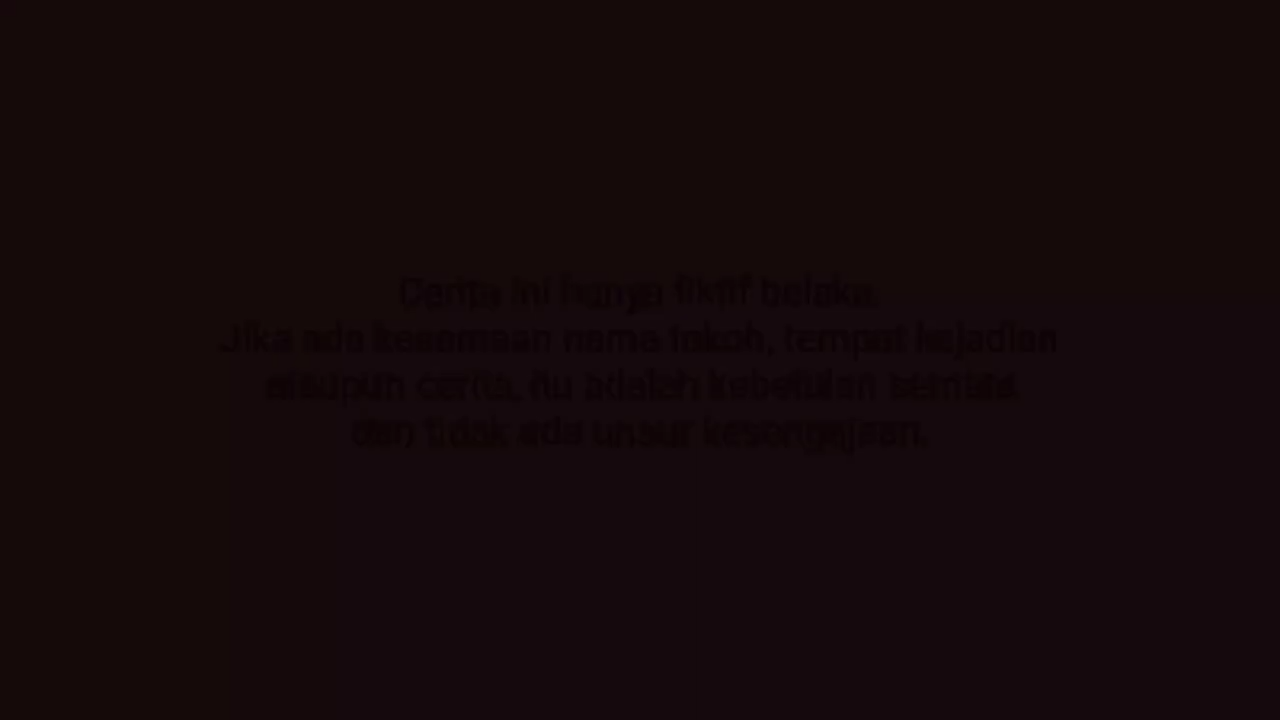 Cerita ini hanya fiktif belaka.
Jika ada kesamaan nama tokoh, tempat kejadian
ataupun cerita, itu adalah kebetulan semata
dan tidak ada unsur kesengajaan.